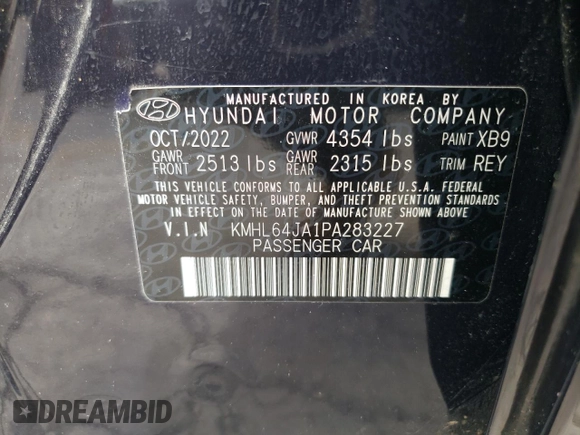 MANUFACTURED IN KOREA BY
HYUNDAI MOTOR COMPANY
OCT/2022 GVWR 4354 lbs PAINT XB9
GAWR FRONT 2513 lbs GAWR REAR 2315 lbs TRIM REY
THIS VEHICLE CONFORMS TO ALL APPLICABLE U.S.A. FEDERAL
MOTOR VEHICLE SAFETY, BUMPER, AND THEFT PREVENTION STANDARDS
IN EFFECT ON THE DATE OF MANUFACTURE SHOWN ABOVE
V.I.N KMHL64JA1PA283227
PASSENGER CAR
DREAMBID